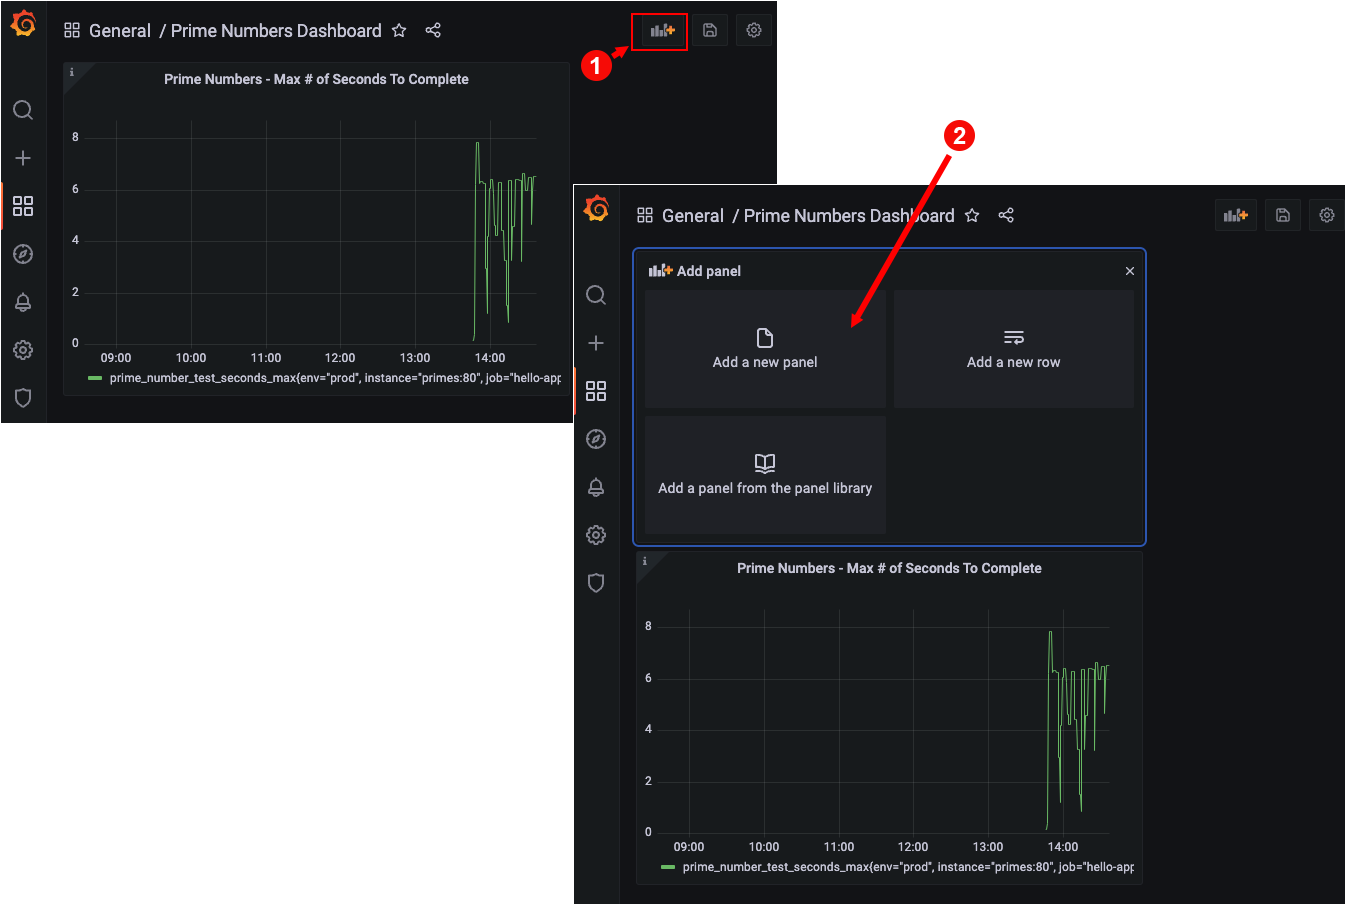 General / Prime Numbers Dashboard
1
i
Prime Numbers - Max # of Seconds To Complete
8
6
4
2
0
09:00 10:00 11:00 12:00 13:00 14:00
prime_number_test_seconds_max{env="prod", instance="primes:80", job="hello-app
2
General / Prime Numbers Dashboard
Add panel
Add a new panel
Add a new row
Add a panel from the panel library
i
Prime Numbers - Max # of Seconds To Complete
8
6
4
2
0
09:00 10:00 11:00 12:00 13:00 14:00
prime_number_test_seconds_max{env="prod", instance="primes:80", job="hello-app